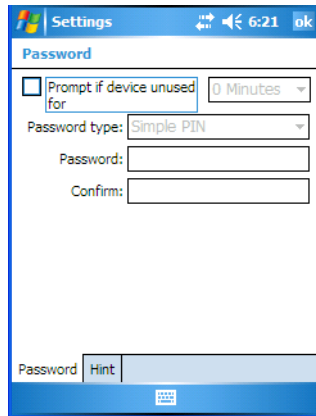 Settings 6:21 ok
Password
Prompt if device unused for 0 Minutes
Password type: Simple PIN
Password:
Confirm:
Password Hint